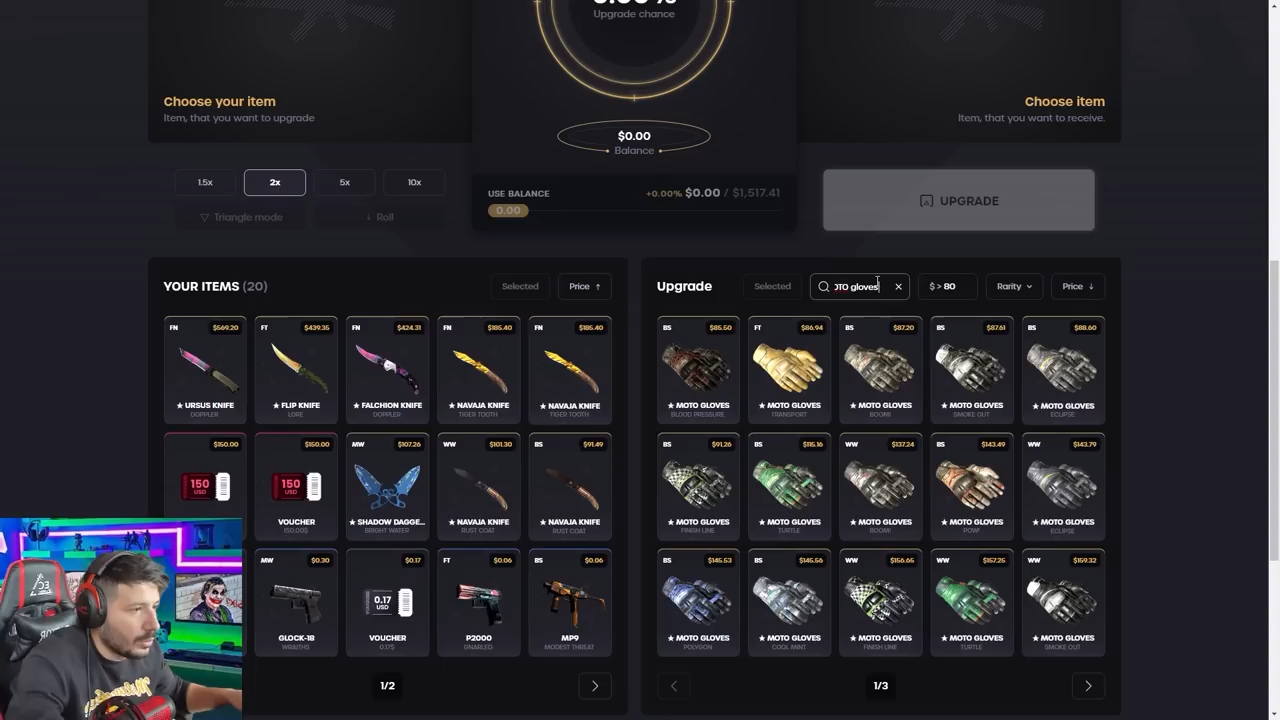 Upgrade chance
Choose your item
Item, that you want to upgrade
Choose item
Item, that you want to receive.
$0.00
Balance
1.5x
2x
5x
10x
Triangle mode
Roll
USE BALANCE
+0.00% $0.00 / $1,517.41
0.00
UPGRADE
YOUR ITEMS (20)
Selected
Price ↑
FN $569.20
★ URSUS KNIFE
DOPPLER
FT $439.35
★ FLIP KNIFE
LORE
FN $424.31
★ FALCHION KNIFE
DOPPLER
FN $185.40
★ NAVAJA KNIFE
TIGER TOOTH
FN $185.40
★ NAVAJA KNIFE
TIGER TOOTH
$150.00
150
USD
$150.00
150
USD
VOUCHER
150.00$
MW $107.26
★ SHADOW DAGGE...
BRIGHT WATER
WW $101.30
★ NAVAJA KNIFE
RUST COAT
BS $91.49
★ NAVAJA KNIFE
RUST COAT
MW $0.30
GLOCK-18
WRAITHS
$0.17
0.17
USD
VOUCHER
0.17$
FT $0.06
P2000
GNARLED
BS $0.06
MP9
MODEST THREAT
1/2
Upgrade
Selected
OTO gloves
$ > 80
Rarity
Price ↓
BS $85.50
★ MOTO GLOVES
BLOOD PRESSURE
FT $86.94
★ MOTO GLOVES
TRANSPORT
BS $87.20
★ MOTO GLOVES
BOOM!
BS $87.61
★ MOTO GLOVES
SMOKE OUT
BS $88.60
★ MOTO GLOVES
ECLIPSE
BS $91.26
★ MOTO GLOVES
FINISH LINE
BS $115.16
★ MOTO GLOVES
TURTLE
WW $137.24
★ MOTO GLOVES
BOOM!
BS $143.49
★ MOTO GLOVES
POW!
WW $143.79
★ MOTO GLOVES
ECLIPSE
BS $145.53
★ MOTO GLOVES
POLYGON
BS $145.56
★ MOTO GLOVES
COOL MINT
WW $156.65
★ MOTO GLOVES
FINISH LINE
WW $157.25
★ MOTO GLOVES
TURTLE
WW $159.32
★ MOTO GLOVES
SMOKE OUT
1/3